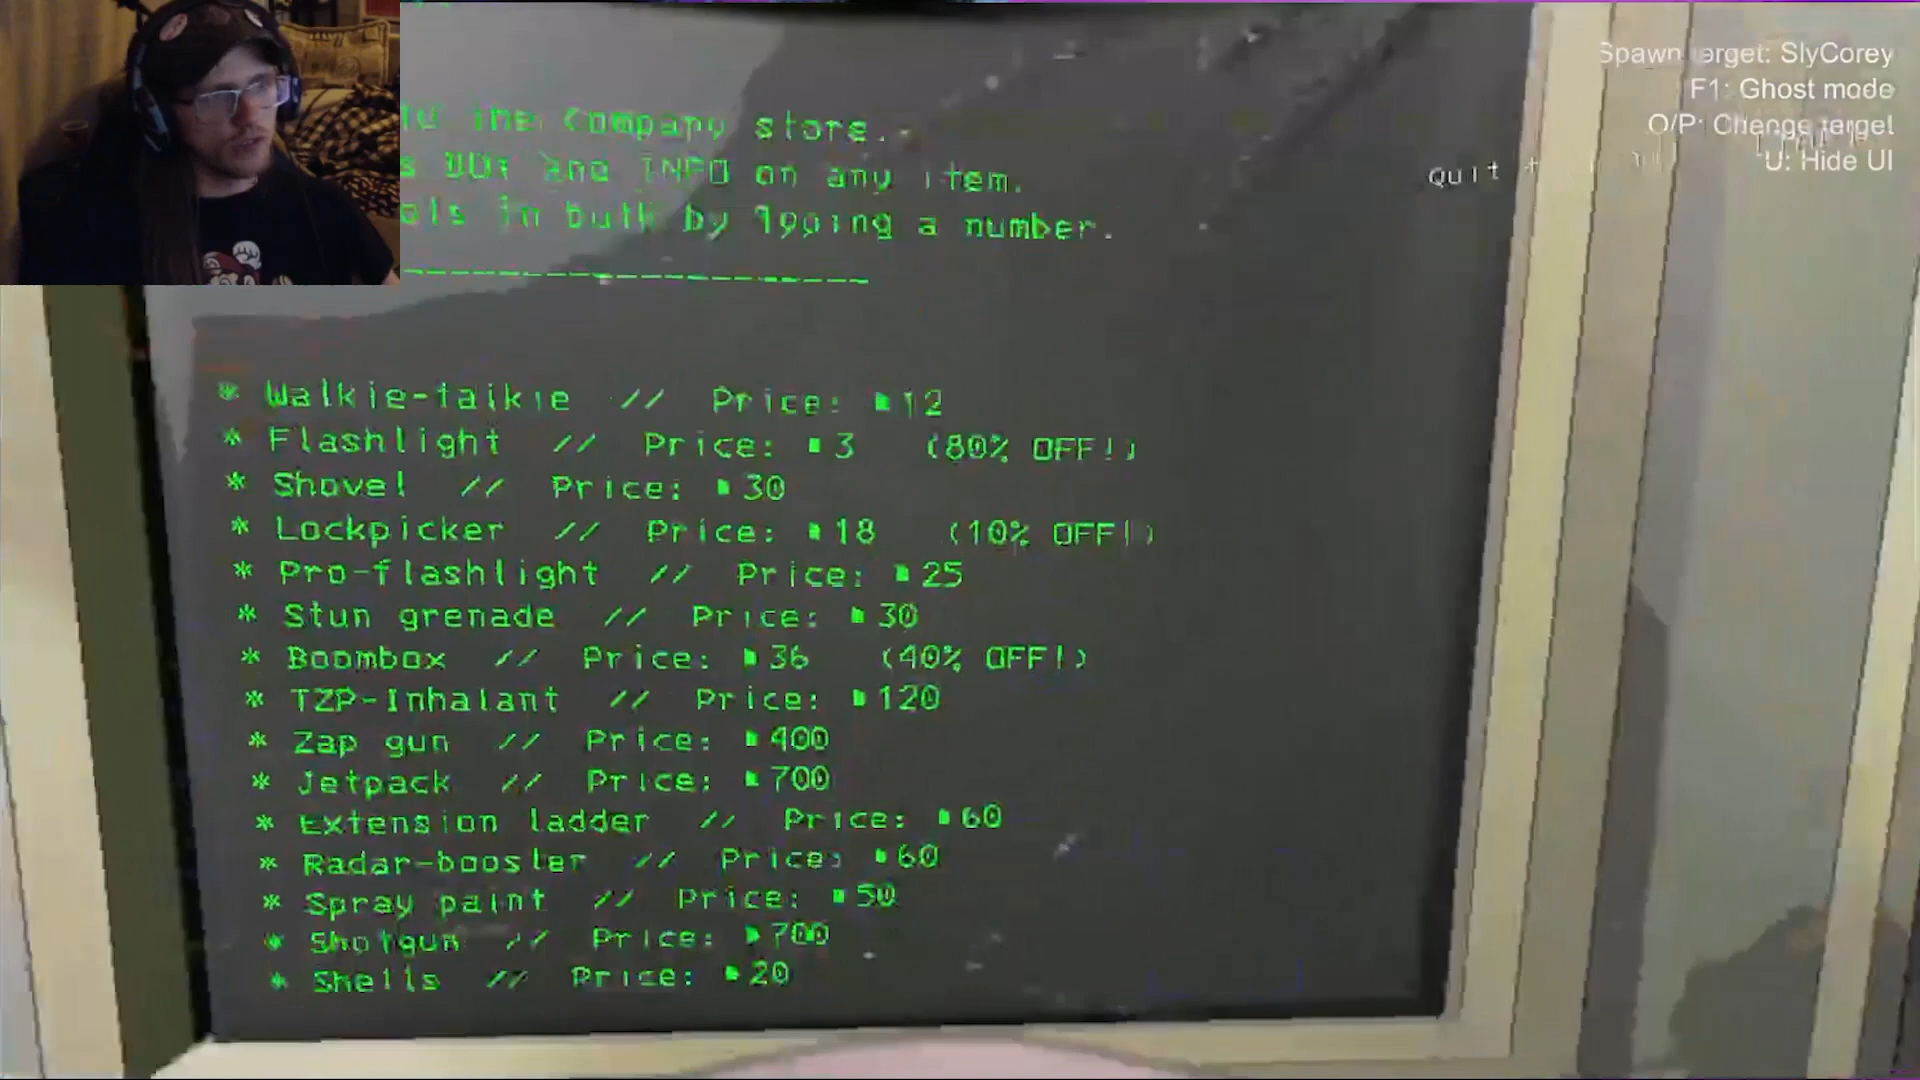 Spawn target: SlyCorey
F1: Ghost mode
O/P: Change target
U: Hide UI
Quit
the company store.
and INFO on any item.
in bulk by typing a number.
--------------------
* Walkie-talkie // Price: ■12
* Flashlight // Price: ■3 (80% OFF!)
* Shovel // Price: ■30
* Lockpicker // Price: ■18 (10% OFF!)
* Pro-flashlight // Price: ■25
* Stun grenade // Price: ■30
* Boombox // Price: ■36 (40% OFF!)
* TZP-Inhalant // Price: ■120
* Zap gun // Price: ■400
* Jetpack // Price: ■700
* Extension ladder // Price: ■60
* Radar-booster // Price: ■60
* Spray paint // Price: ■50
* Shotgun // Price: ■700
* Shells // Price: ■20